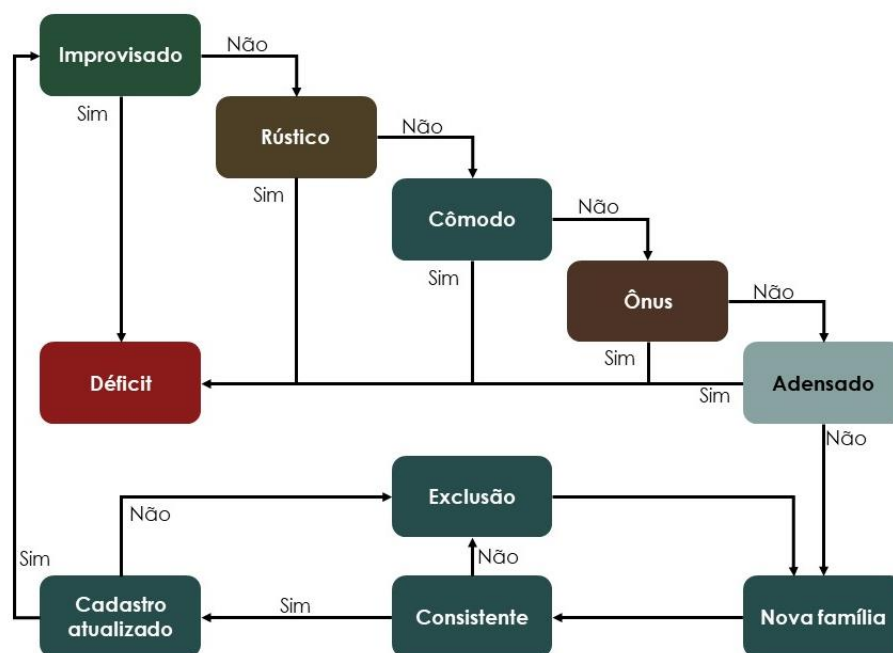 Improvisado
Não
Sim
Rústico
Não
Sim
Cômodo
Não
Sim
Ônus
Não
Sim
Déficit
Sim
Adensado
Não
Exclusão
Não
Não
Sim
Cadastro
atualizado
Sim
Consistente
Nova família